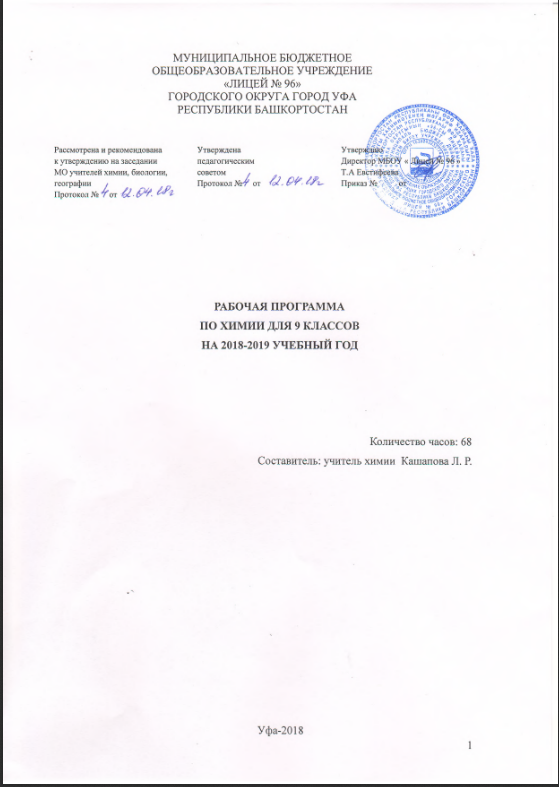 МУНИЦИПАЛЬНОЕ БЮДЖЕТНОЕ
ОБЩЕОБРАЗОВАТЕЛЬНОЕ УЧРЕЖДЕНИЕ
«ЛИЦЕЙ № 96»
ГОРОДСКОГО ОКРУГА ГОРОД УФА
РЕСПУБЛИКИ БАШКОРТОСТАН
Рассмотрена и рекомендована
к утверждению на заседании
МО учителей химии, биологии,
географии
Протокол № 4 от 12.04.18г
Утверждена
педагогическим
советом
Протокол № 4 от 12.04.18г
Утверждено
Директор МБОУ « Лицей № 96 »
Т.А Евстифеева
Приказ № от
РАБОЧАЯ ПРОГРАММА
ПО ХИМИИ ДЛЯ 9 КЛАССОВ
НА 2018-2019 УЧЕБНЫЙ ГОД
Количество часов: 68
Составитель: учитель химии Кашапова Л. Р.
Уфа-2018
1